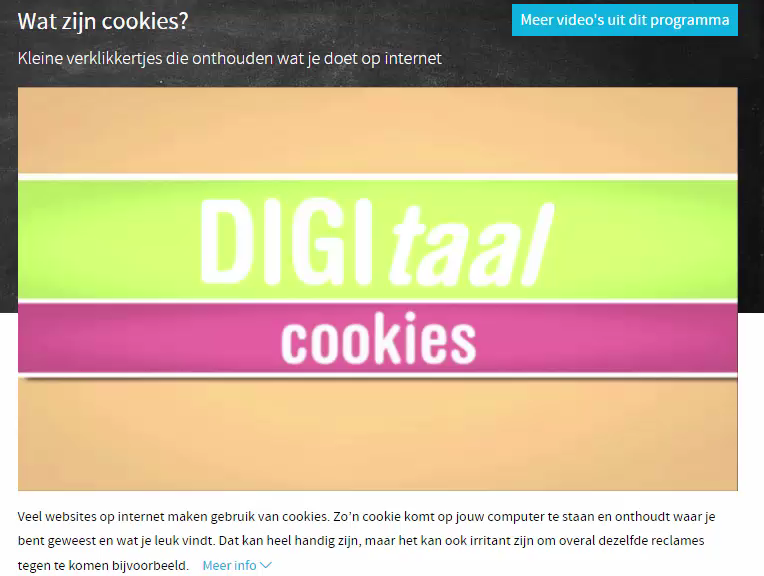 Wat zijn cookies?
Meer video's uit dit programma
Kleine verklikkertjes die onthouden wat je doet op internet
DIGItaal
cookies
Veel websites op internet maken gebruik van cookies. Zo'n cookie komt op jouw computer te staan en onthoudt waar je
bent geweest en wat je leuk vindt. Dat kan heel handig zijn, maar het kan ook irritant zijn om overal dezelfde reclames
tegen te komen bijvoorbeeld. Meer info